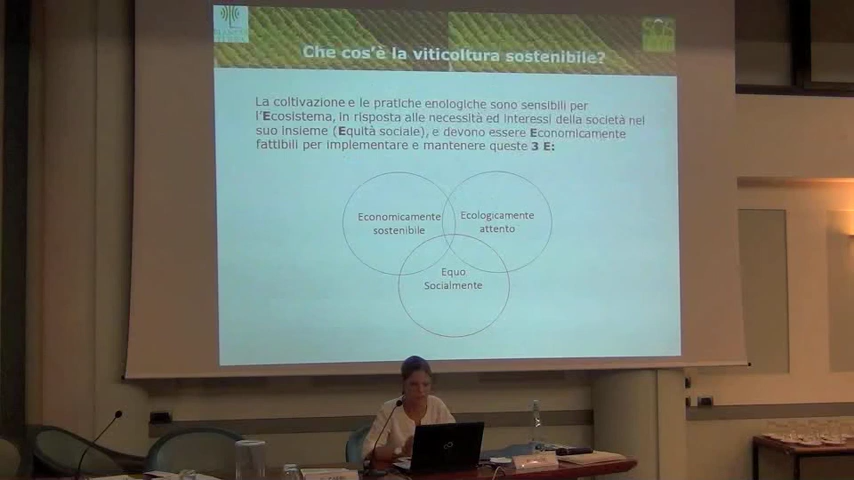 Che cos'è la viticoltura sostenibile?
La coltivazione e le pratiche enologiche sono sensibili per
l'Ecosistema, in risposta alle necessità ed interessi della società nel
suo insieme (Equità sociale), e devono essere Economicamente
fattibili per implementare e mantenere queste 3 E:
Economicamente
sostenibile
Ecologicamente
attento
Equo
Socialmente